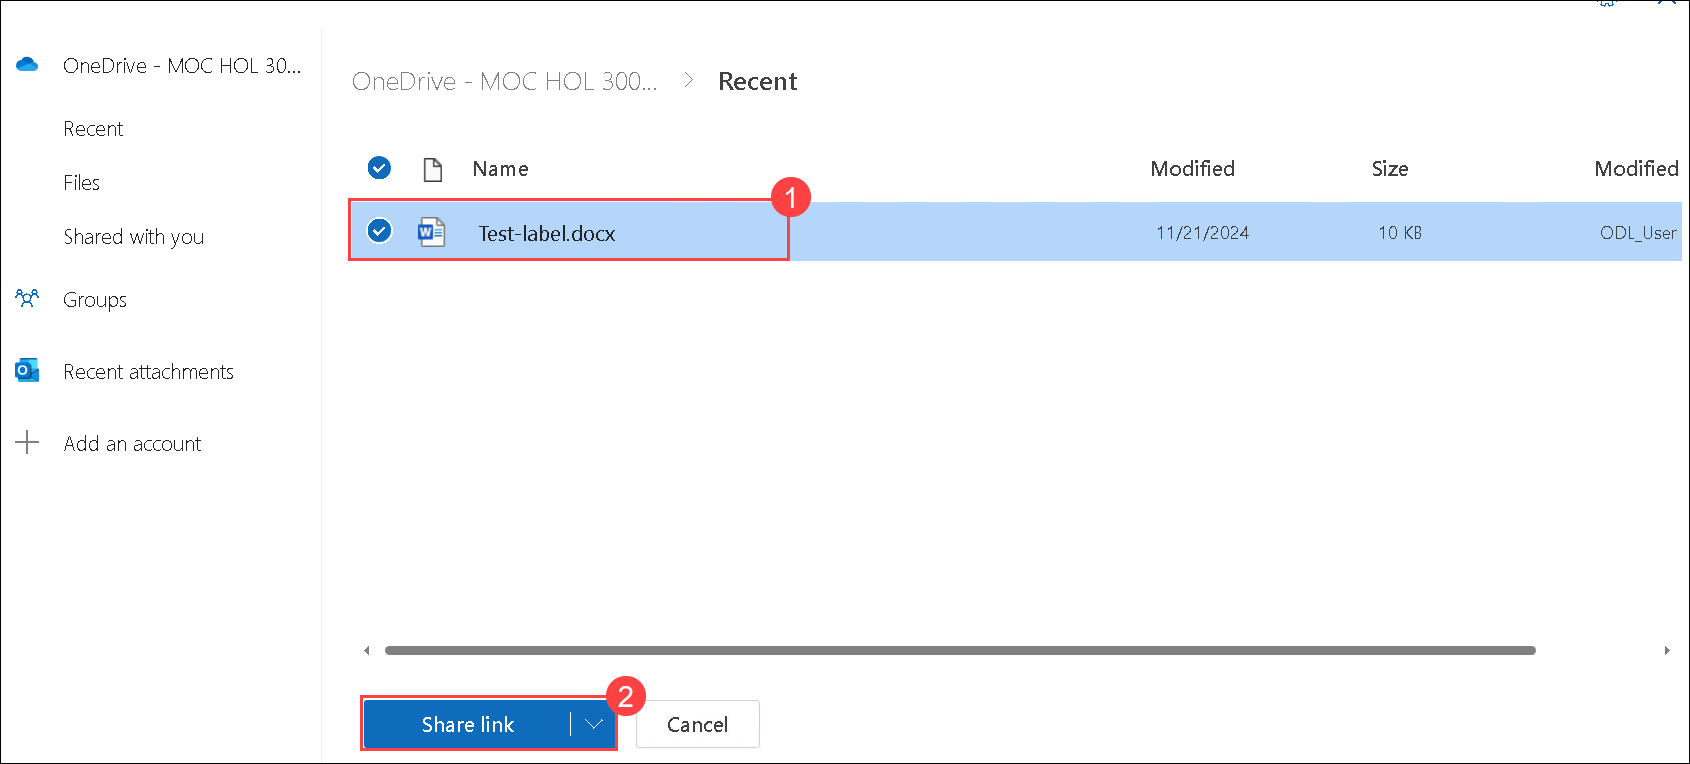 OneDrive - MOC HOL 30...
Recent
Files
Shared with you
Groups
Recent attachments
Add an account
OneDrive - MOC HOL 300... > Recent
Name Modified Size Modified
1
Test-label.docx 11/21/2024 10 KB ODL_User
2
Share link Cancel